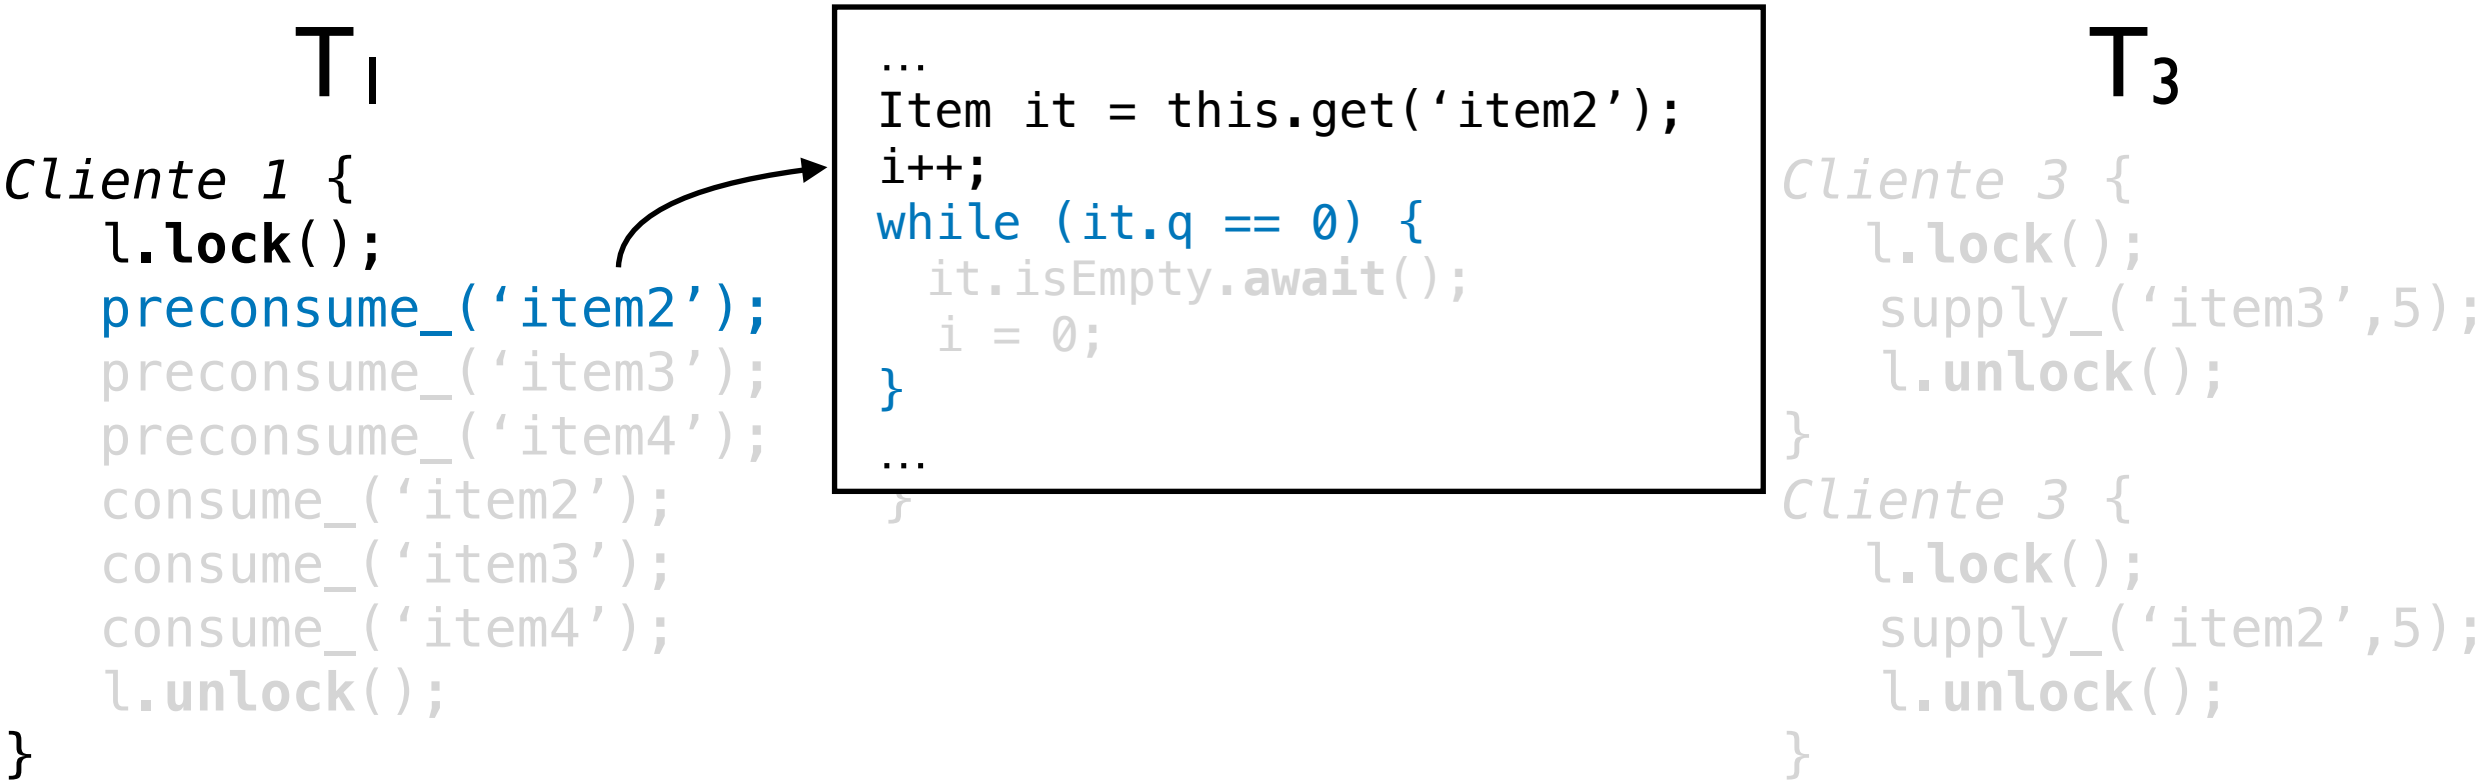 T1
Cliente 1 {
l.lock();
preconsume_(‘item2’);
preconsume_(‘item3’);
preconsume_(‘item4’);
consume_(‘item2’);
consume_(‘item3’);
consume_(‘item4’);
l.unlock();
}
…
Item it = this.get(‘item2’);
i++;
while (it.q == 0) {
it.isEmpty.await();
i = 0;
}
…
}
T3
Cliente 3 {
l.lock();
supply_(‘item3’,5);
l.unlock();
}
Cliente 3 {
l.lock();
supply_(‘item2’,5);
l.unlock();
}